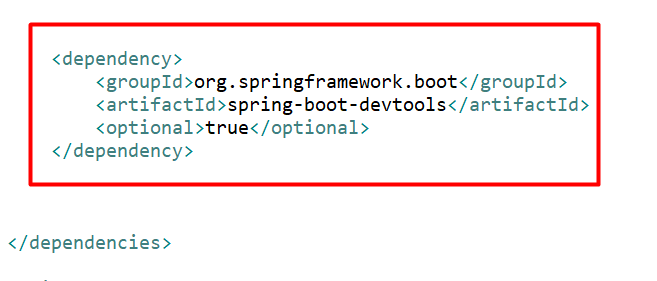 <dependency>
<groupId>org.springframework.boot</groupId>
<artifactId>spring-boot-devtools</artifactId>
<optional>true</optional>
</dependency>
</dependencies>